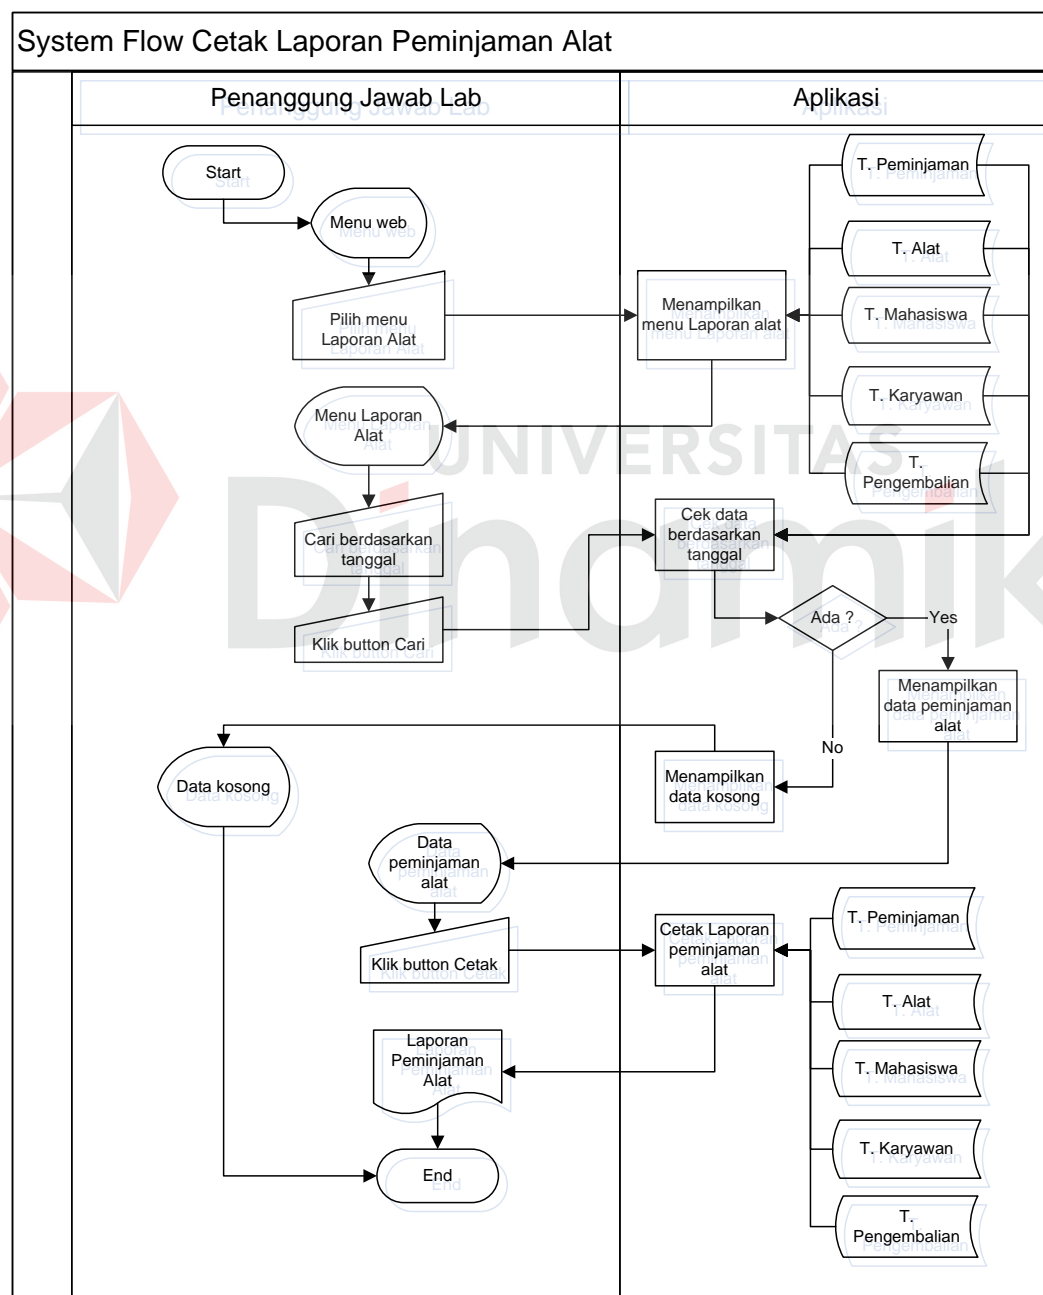 System Flow Cetak Laporan Peminjaman Alat
Penanggung Jawab Lab
Aplikasi
Start
Menu web
Pilih menu
Laporan Alat
Menampilkan
menu Laporan alat
T. Peminjaman
T. Alat
T. Mahasiswa
T. Karyawan
T.
Pengembalian
Menu Laporan
Alat
UNIVERSITAS
Dinamika
Cari berdasarkan
tanggal
Cek data
berdasarkan
tanggal
Klik button Cari
Ada ?
Yes
No
Menampilkan
data peminjaman
alat
Menampilkan
data kosong
Data kosong
Data
peminjaman
alat
Klik button Cetak
Cetak Laporan
peminjaman
alat
T. Peminjaman
T. Alat
T. Mahasiswa
T. Karyawan
T.
Pengembalian
Laporan
Peminjaman
Alat
End